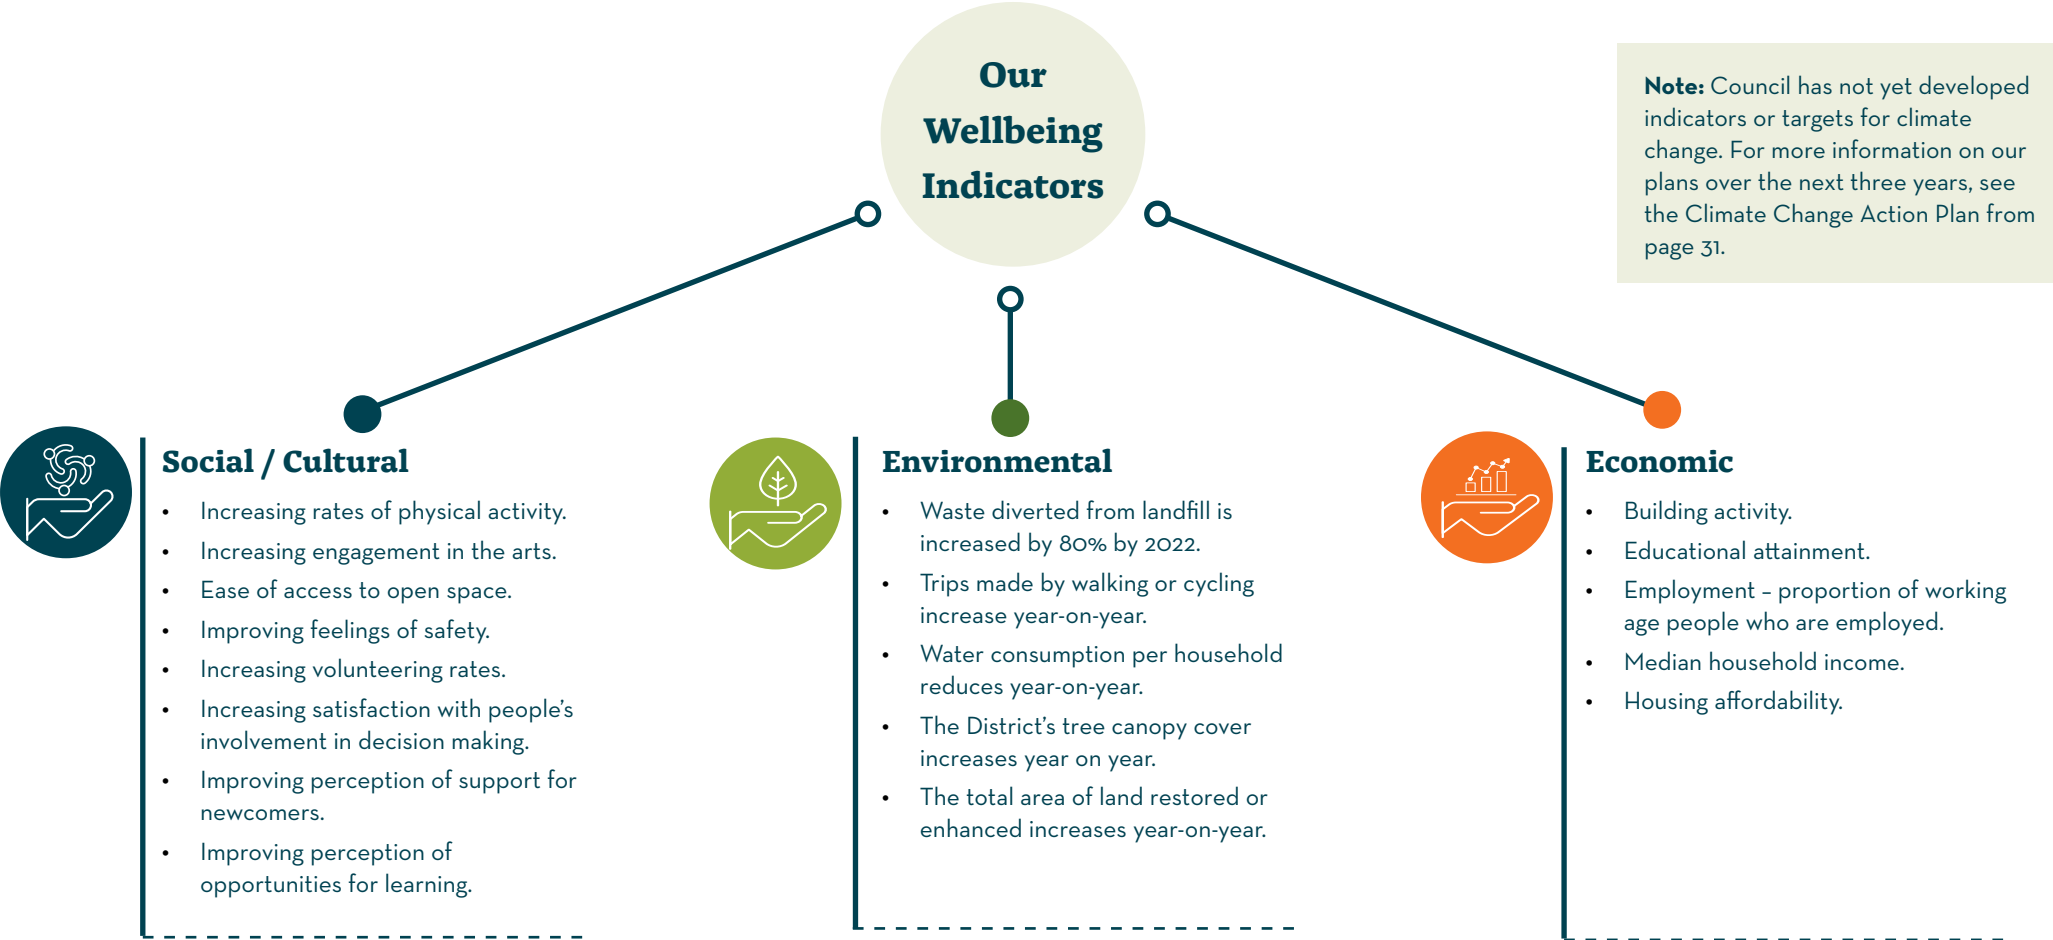 Our
Wellbeing
Indicators
Note: Council has not yet developed
indicators or targets for climate
change. For more information on our
plans over the next three years, see
the Climate Change Action Plan from
page 31.
Social / Cultural
• Increasing rates of physical activity.
• Increasing engagement in the arts.
• Ease of access to open space.
• Improving feelings of safety.
• Increasing volunteering rates.
• Increasing satisfaction with people’s
involvement in decision making.
• Improving perception of support for
newcomers.
• Improving perception of
opportunities for learning.
Environmental
• Waste diverted from landfill is
increased by 80% by 2022.
• Trips made by walking or cycling
increase year-on-year.
• Water consumption per household
reduces year-on-year.
• The District’s tree canopy cover
increases year on year.
• The total area of land restored or
enhanced increases year-on-year.
Economic
• Building activity.
• Educational attainment.
• Employment – proportion of working
age people who are employed.
• Median household income.
• Housing affordability.